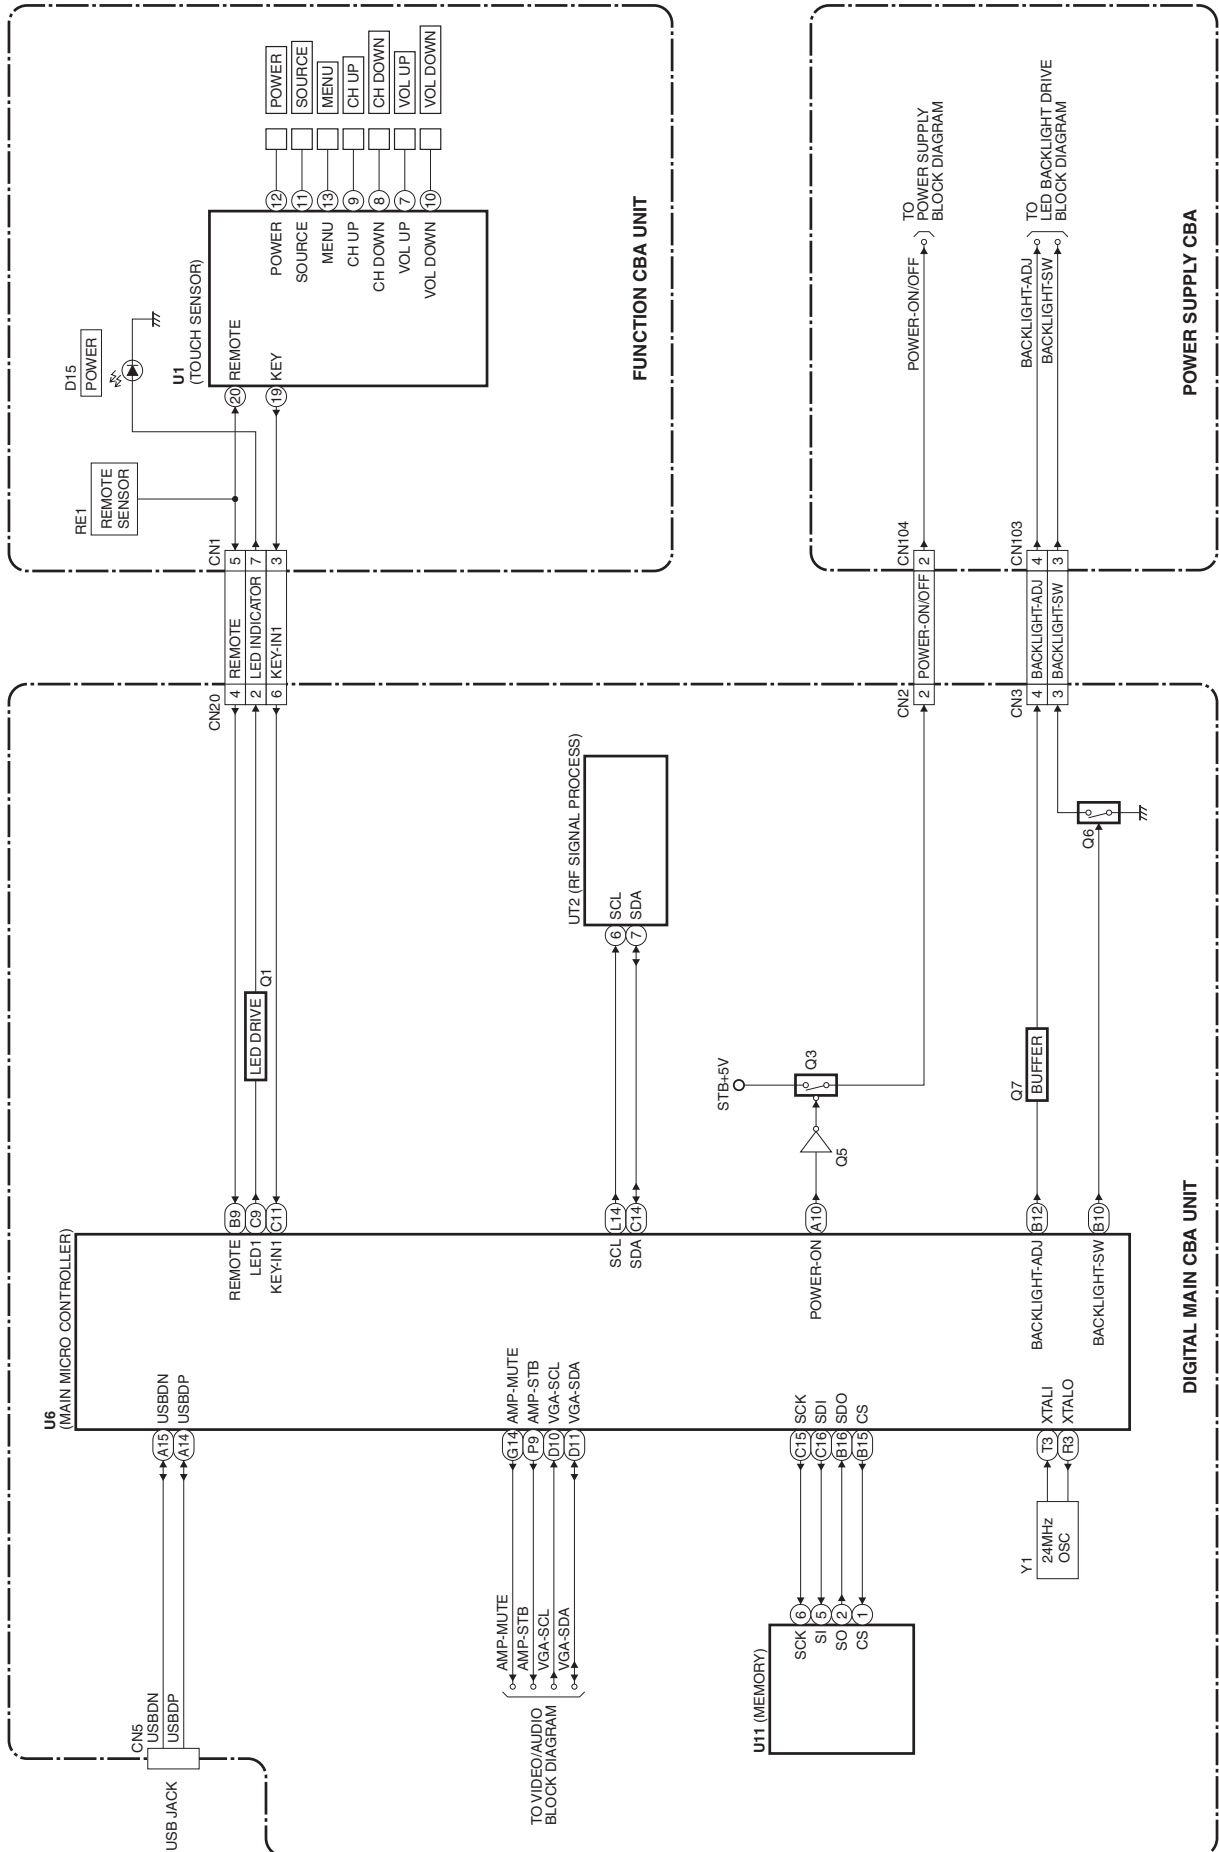 U6
(MAIN MICRO CONTROLLER)
USB JACK
CN5
USBDN
USBDP
A15
A14
USBDN
USBDP
REMOTE
LED1
KEY-IN1
B9
C9
C11
LED DRIVE
Q1
CN20
4
2
6
REMOTE
LED INDICATOR
KEY-IN1
CN1
5
7
3
RE1
REMOTE
SENSOR
D15
POWER
U1
(TOUCH SENSOR)
20
19
REMOTE
KEY
POWER
SOURCE
MENU
CH UP
CH DOWN
VOL UP
VOL DOWN
12
11
13
9
8
7
10
POWER
SOURCE
MENU
CH UP
CH DOWN
VOL UP
VOL DOWN
FUNCTION CBA UNIT
TO VIDEO/AUDIO
BLOCK DIAGRAM
AMP-MUTE
AMP-STB
VGA-SCL
VGA-SDA
G14
P9
D10
D11
AMP-MUTE
AMP-STB
VGA-SCL
VGA-SDA
SCL
SDA
L14
C14
UT2 (RF SIGNAL PROCESS)
6
7
SCL
SDA
U11 (MEMORY)
SCK
SI
SO
CS
6
5
2
1
C15
C16
B16
B15
SCK
SDI
SDO
CS
POWER-ON
A10
Q5
STB+5V
Q3
CN2
2
POWER-ON/OFF
CN104
2
POWER-ON/OFF
TO
POWER SUPPLY
BLOCK DIAGRAM
Y1
24MHz
OSC
T3
R3
XTALI
XTALO
BACKLIGHT-ADJ
BACKLIGHT-SW
B12
B10
Q7
BUFFER
Q6
CN3
4
3
BACKLIGHT-ADJ
BACKLIGHT-SW
CN103
4
3
BACKLIGHT-ADJ
BACKLIGHT-SW
TO
LED BACKLIGHT DRIVE
BLOCK DIAGRAM
DIGITAL MAIN CBA UNIT
POWER SUPPLY CBA